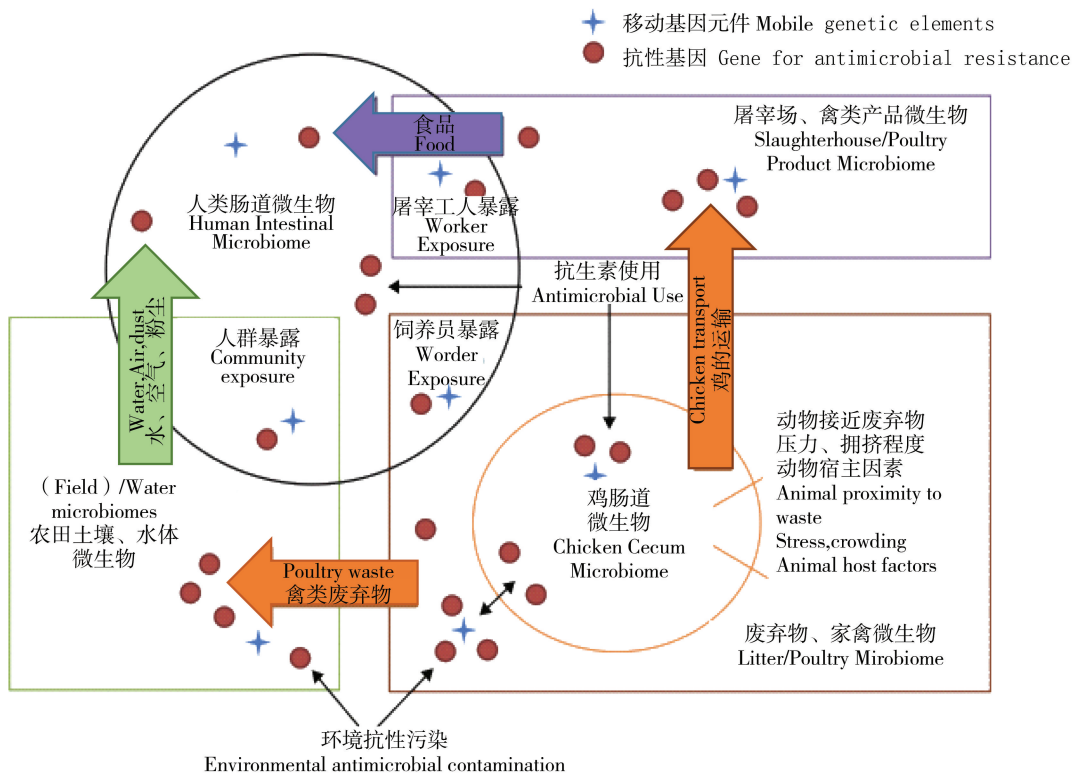 移动基因元件 Mobile genetic elements
抗性基因 Gene for antimicrobial resistance
食品
Food
屠宰场、禽类产品微生物
Slaughterhouse/Poultry
Product Microbiome
人类肠道微生物
Human Intestinal
Microbiome
屠宰工人暴露
Worker
Exposure
抗生素使用
Antimicrobial Use
Chicken transport
鸡的运输
Water,Air,dust
水、空气、粉尘
人群暴露
Community
exposure
饲养员暴露
Worder
Exposure
动物接近废弃物
压力、拥挤程度
动物宿主因素
Animal proximity to
waste
Stress,crowding
Animal host factors
鸡肠道
微生物
Chicken Cecum
Microbiome
（Field）/Water
microbiomes
农田土壤、水体
微生物
Poultry waste
禽类废弃物
废弃物、家禽微生物
Litter/Poultry Mirobiome
环境抗性污染
Environmental antimicrobial contamination